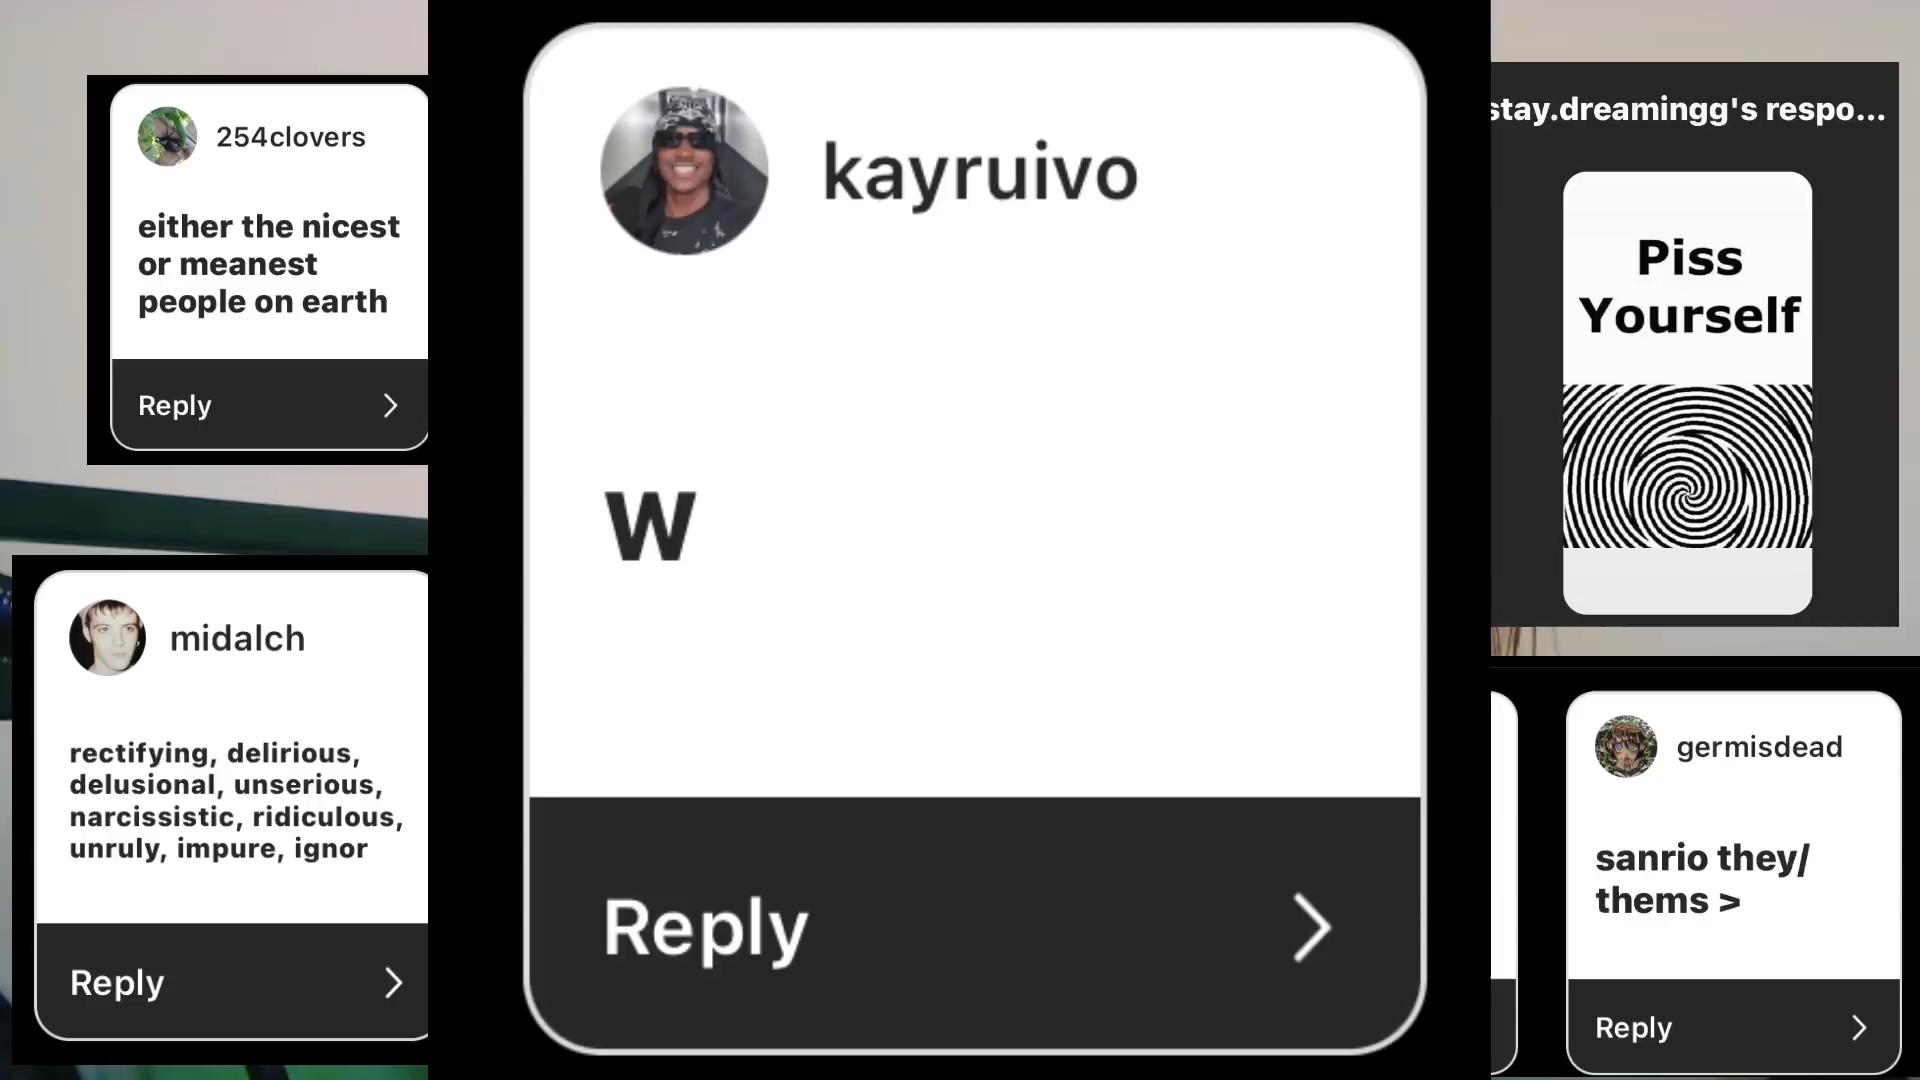 254clovers
either the nicest
or meanest
people on earth
Reply
midalch
rectifying, delirious,
delusional, unserious,
narcissistic, ridiculous,
unruly, impure, ignor
Reply
kayruivo
W
Reply
stay.dreamingg's respo...
Piss
Yourself
germisdead
sanrio they/
thems >
Reply